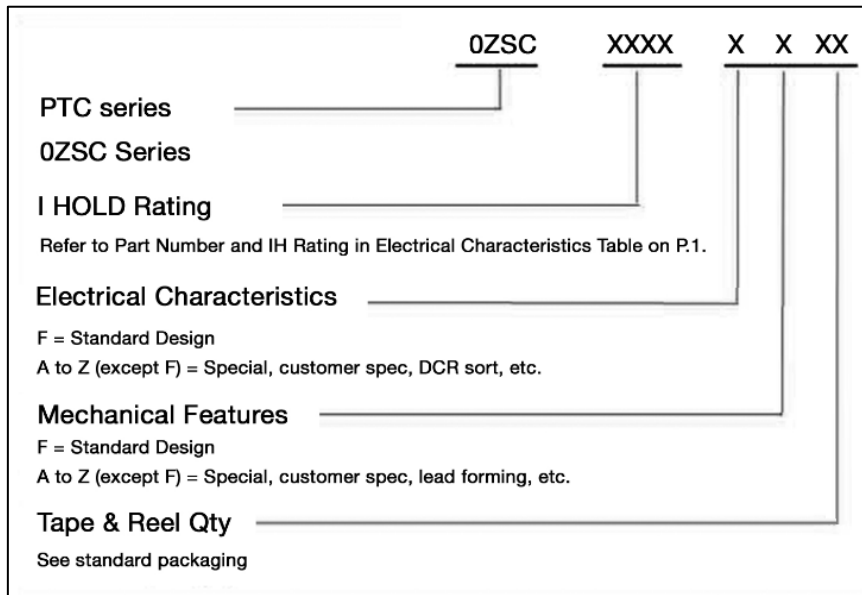 0ZSC XXXX X X XX
PTC series
0ZSC Series
I HOLD Rating
Refer to Part Number and IH Rating in Electrical Characteristics Table on P.1.
Electrical Characteristics
F = Standard Design
A to Z (except F) = Special, customer spec, DCR sort, etc.
Mechanical Features
F = Standard Design
A to Z (except F) = Special, customer spec, lead forming, etc.
Tape & Reel Qty
See standard packaging